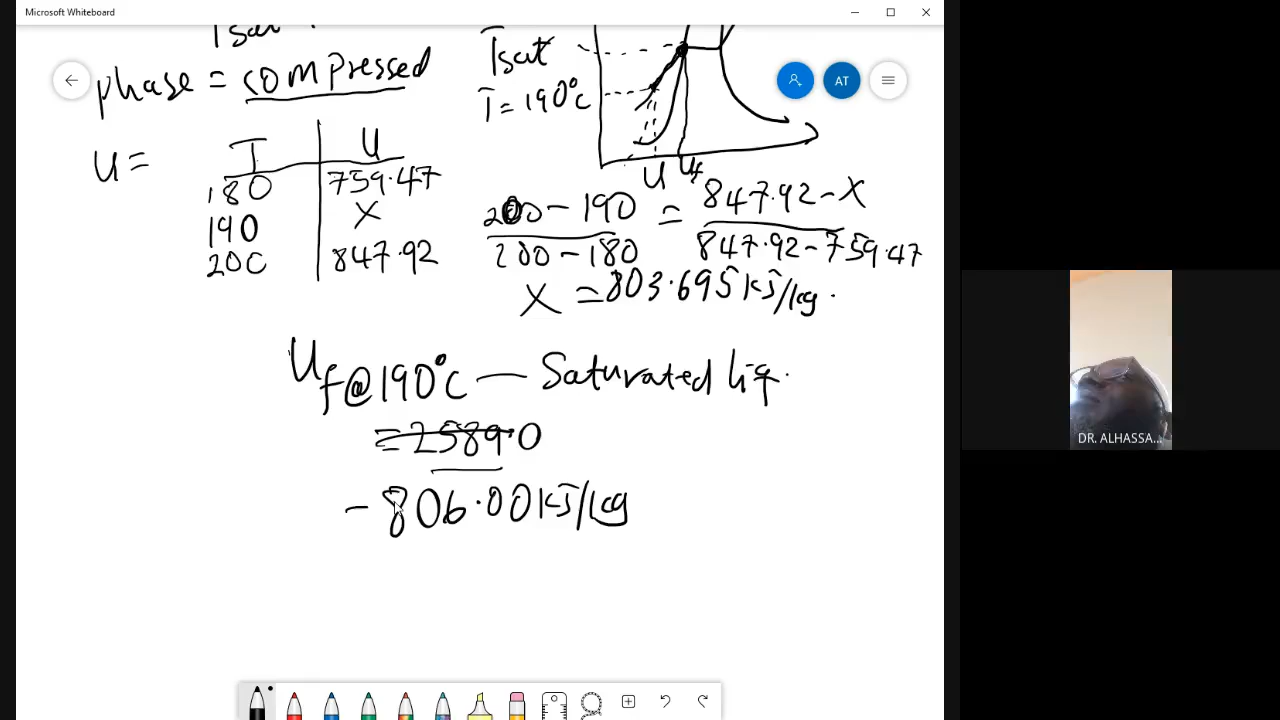 Microsoft Whiteboard
Tsat
phase = compressed
Tsat
T = 190°C
AT
u =
T U
180 759.47
190 X
200 847.92
U Uf
200 - 190 = 847.92 - X
200 - 180 847.92 - 759.47
X = 803.695 kJ/kg.
Uf@190°C — Saturated liq.
= 2589.0
- 806.00 kJ/kg
DR. ALHASSA...